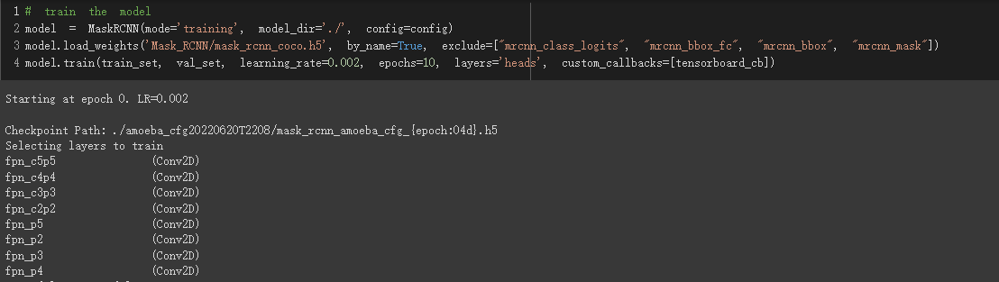 1 # train the model
2 model = MaskRCNN(mode='training', model_dir='./', config=config)
3 model.load_weights('Mask_RCNN/mask_rcnn_coco.h5', by_name=True, exclude=["mrcnn_class_logits", "mrcnn_bbox_fc", "mrcnn_bbox", "mrcnn_mask"])
4 model.train(train_set, val_set, learning_rate=0.002, epochs=10, layers='heads', custom_callbacks=[tensorboard_cb])
Starting at epoch 0. LR=0.002
Checkpoint Path: ./amoeba_cfg20220620T2208/mask_rcnn_amoeba_cfg_{epoch:04d}.h5
Selecting layers to train
fpn_c5p5 (Conv2D)
fpn_c4p4 (Conv2D)
fpn_c3p3 (Conv2D)
fpn_c2p2 (Conv2D)
fpn_p5 (Conv2D)
fpn_p2 (Conv2D)
fpn_p3 (Conv2D)
fpn_p4 (Conv2D)